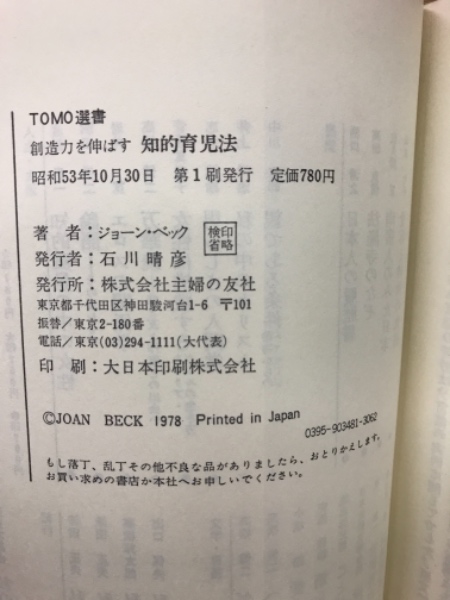 TOMO選書
創造力を伸ばす 知的育児法
昭和53年10月30日 第1刷発行 定価780円
著者:ジョーン・ベック 検印省略
発行者:石川晴彦
発行所:株式会社主婦の友社
東京都千代田区神田駿河台1-6 〒101
振替/東京2-180番
電話/東京(03)294-1111(大代表)
印刷:大日本印刷株式会社
©JOAN BECK 1978 Printed in Japan
0395-903481-3062
もし落丁、乱丁その他不良な品がありましたら、おとりかえします。
お買い求めの書店か本社へお申しいでください。